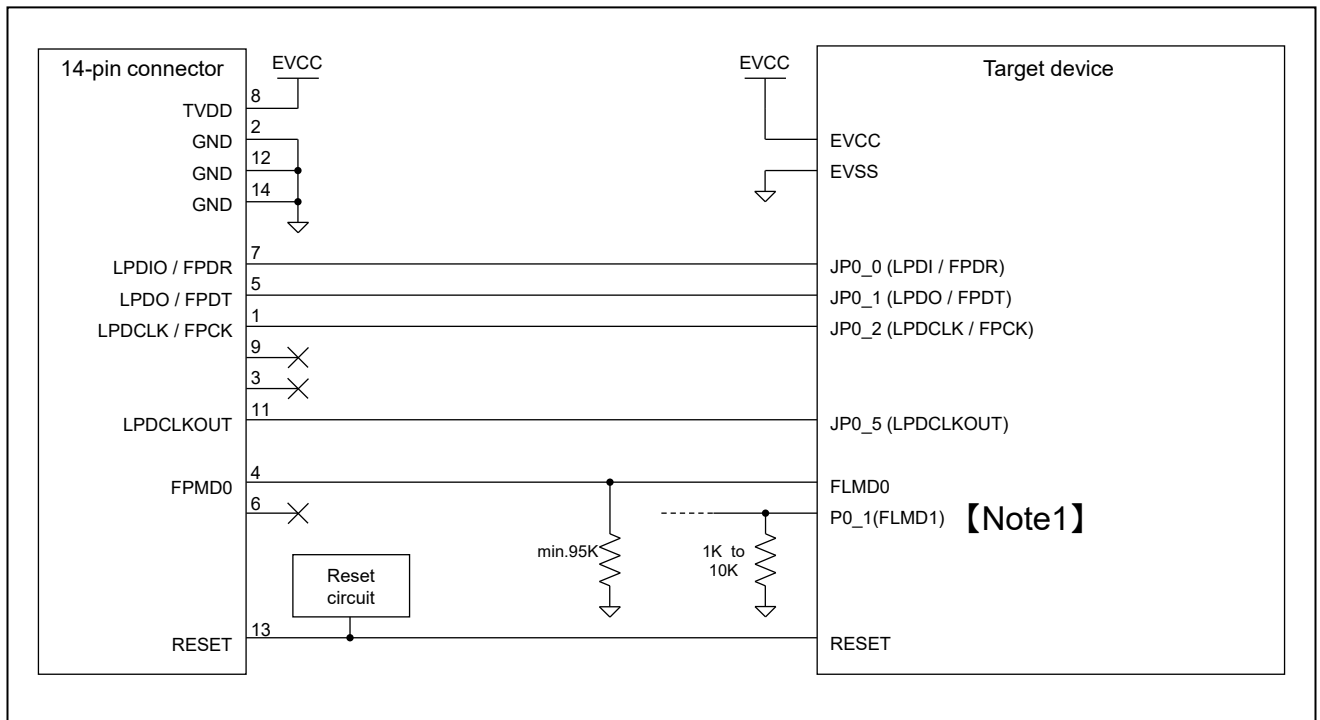 14-pin connector
EVCC
EVCC
Target device
TVDD
8
GND
2
GND
12
GND
14
EVCC
EVSS
LPDIO / FPDR
7
JP0_0 (LPDI / FPDR)
LPDO / FPDT
5
JP0_1 (LPDO / FPDT)
LPDCLK / FPCK
1
JP0_2 (LPDCLK / FPCK)
9
3
LPDCLKOUT
11
JP0_5 (LPDCLKOUT)
FPMD0
4
FLMD0
6
P0_1(FLMD1)
【Note1】
min.95K
1K to
10K
Reset
circuit
RESET
13
RESET